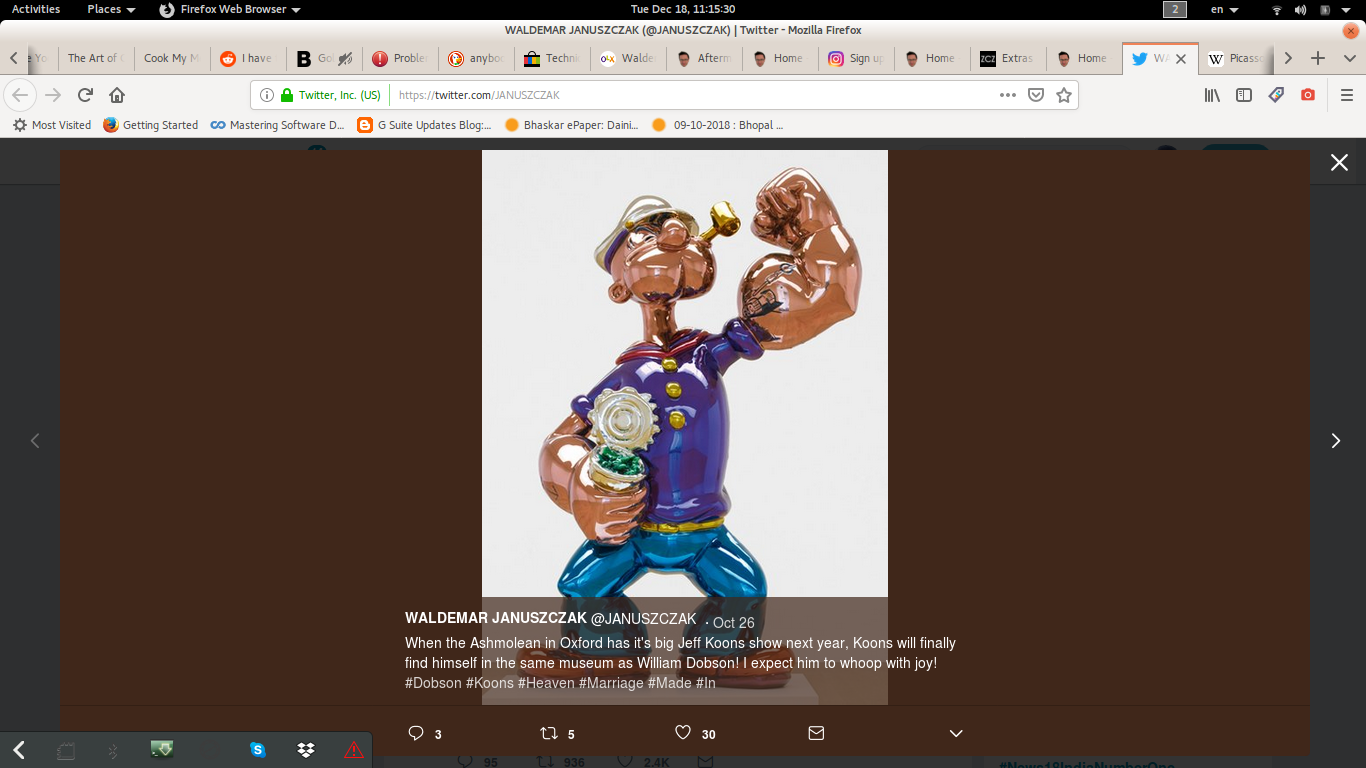 Activities Places Firefox Web Browser Tue Dec 18, 11:15:30 2 en
WALDEMAR JANUSZCZAK (@JANUSZCZAK) | Twitter - Mozilla Firefox
The Art of Cook My M I have Go Proble anybo Techni Walde Afterm Home Sign up Home ZCZ Extras Home WA Picasso
Twitter, Inc. (US) https://twitter.com/JANUSZCZAK
Most Visited Getting Started Mastering Software D... G Suite Updates Blog:... Bhaskar ePaper: Daini... 09-10-2018 : Bhopal ...
WALDEMAR JANUSZCZAK @JANUSZCZAK · Oct 26
When the Ashmolean in Oxford has it's big Jeff Koons show next year, Koons will finally
find himself in the same museum as William Dobson! I expect him to whoop with joy!
#Dobson #Koons #Heaven #Marriage #Made #In
3 5 30
95 936 2.4K
#News18IndiaNumberOne